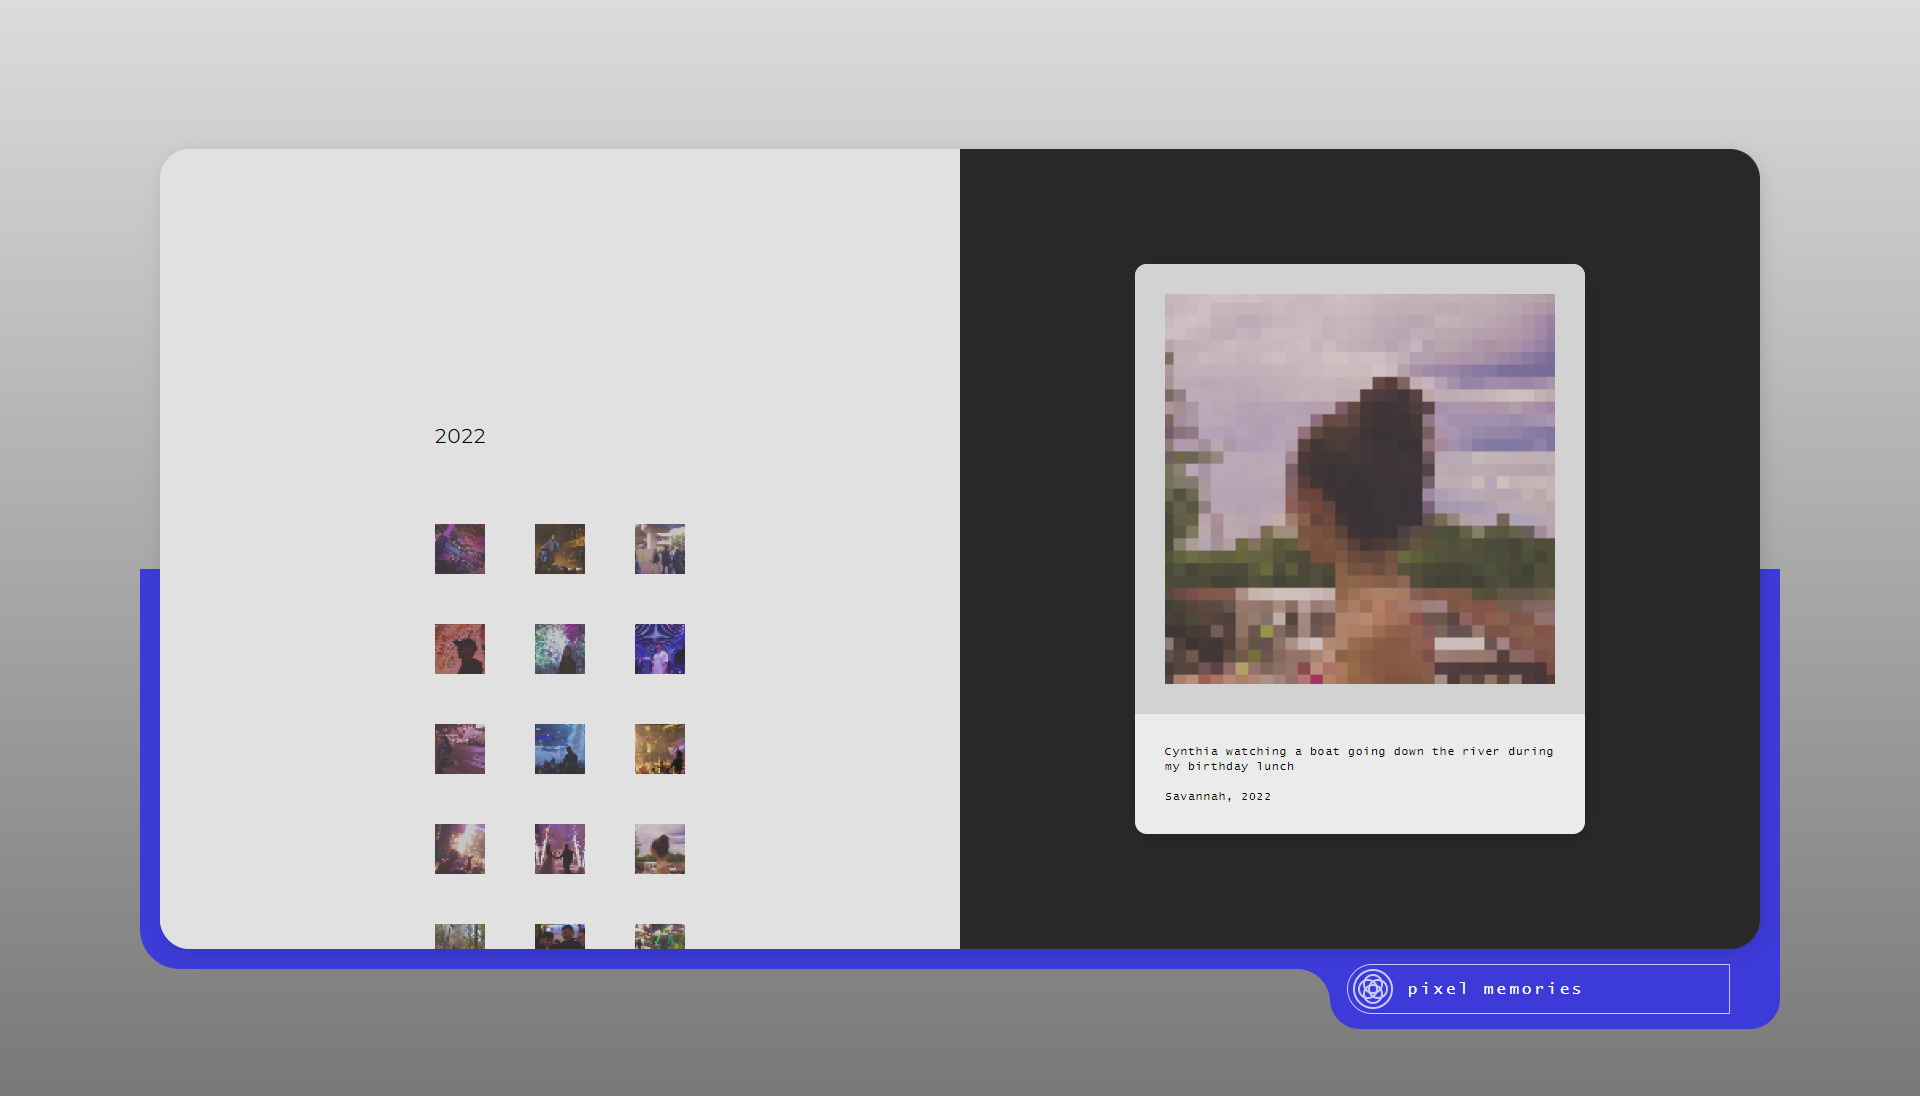 2022
Cynthia watching a boat going down the river during
my birthday lunch
Savannah, 2022
pixel memories